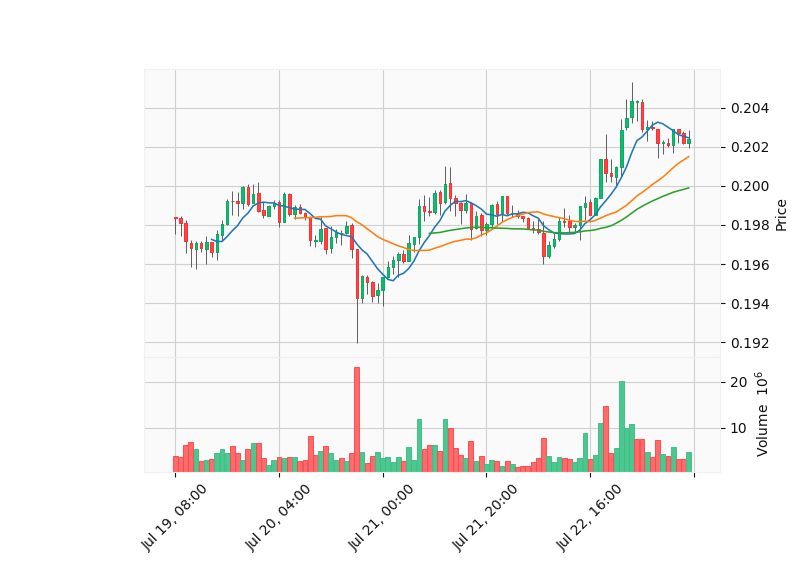 0.204
0.202
0.200
0.198
0.196
0.194
0.192
Price
20
10
Volume 10^6
Jul 19, 08:00
Jul 20, 04:00
Jul 21, 00:00
Jul 21, 20:00
Jul 22, 16:00